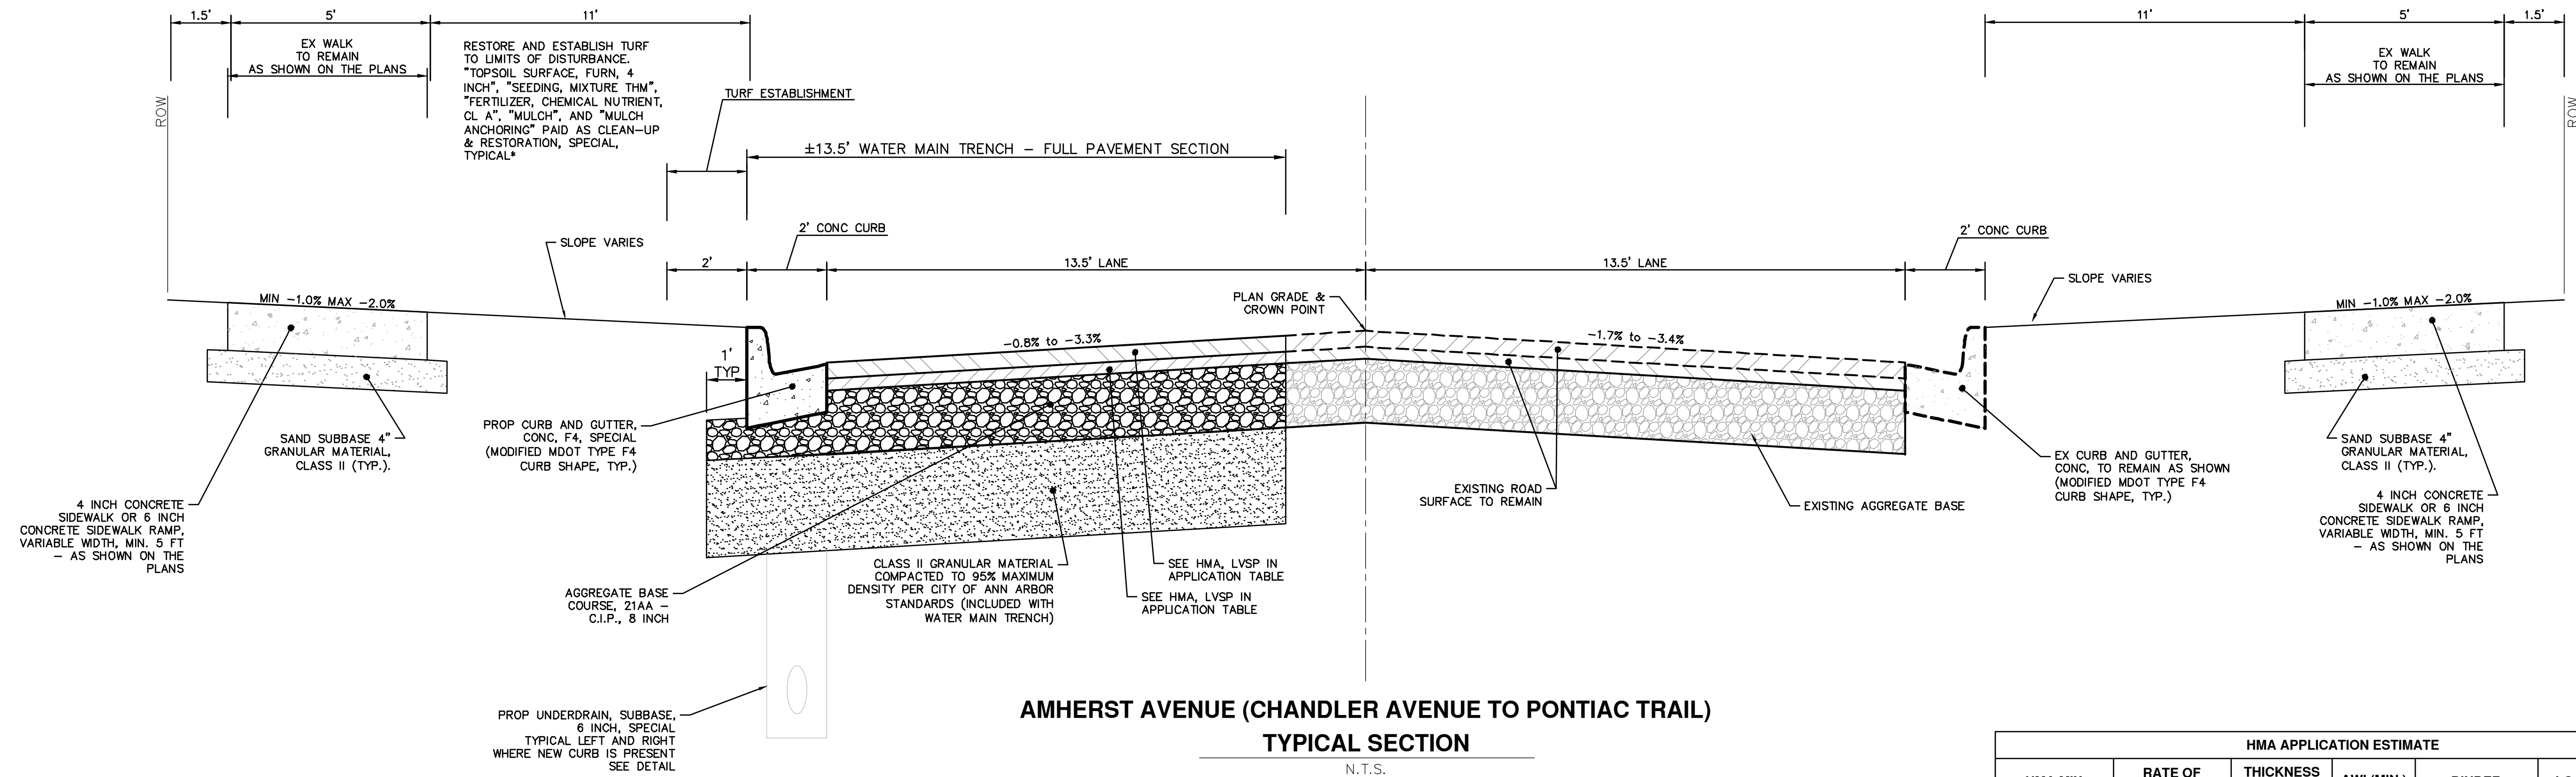 1.5'
5'
11'
11'
5'
1.5'
EX WALK
TO REMAIN
AS SHOWN ON THE PLANS
RESTORE AND ESTABLISH TURF
TO LIMITS OF DISTURBANCE.
"TOPSOIL SURFACE, FURN, 4
INCH", "SEEDING, MIXTURE THM",
"FERTILIZER, CHEMICAL NUTRIENT,
CL A", "MULCH", AND "MULCH
ANCHORING" PAID AS CLEAN-UP
& RESTORATION, SPECIAL,
TYPICAL*
EX WALK
TO REMAIN
AS SHOWN ON THE PLANS
ROW
TURF ESTABLISHMENT
ROW
±13.5' WATER MAIN TRENCH – FULL PAVEMENT SECTION
SLOPE VARIES
2' CONC CURB
2' CONC CURB
2'
13.5' LANE
13.5' LANE
SLOPE VARIES
MIN -1.0% MAX -2.0%
PLAN GRADE &
CROWN POINT
MIN -1.0% MAX -2.0%
-0.8% to -3.3%
-1.7% to -3.4%
1'
TYP
PROP CURB AND GUTTER,
CONC, F4, SPECIAL
(MODIFIED MDOT TYPE F4
CURB SHAPE, TYP.)
SAND SUBBASE 4"
GRANULAR MATERIAL,
CLASS II (TYP.).
4 INCH CONCRETE
SIDEWALK OR 6 INCH
CONCRETE SIDEWALK RAMP,
VARIABLE WIDTH, MIN. 5 FT
– AS SHOWN ON THE
PLANS
AGGREGATE BASE
COURSE, 21AA –
C.I.P., 8 INCH
CLASS II GRANULAR MATERIAL
COMPACTED TO 95% MAXIMUM
DENSITY PER CITY OF ANN ARBOR
STANDARDS (INCLUDED WITH
WATER MAIN TRENCH)
SEE HMA, LVSP IN
APPLICATION TABLE
SEE HMA, LVSP IN
APPLICATION TABLE
EXISTING ROAD
SURFACE TO REMAIN
EXISTING AGGREGATE BASE
EX CURB AND GUTTER,
CONC, TO REMAIN AS SHOWN
(MODIFIED MDOT TYPE F4
CURB SHAPE, TYP.)
SAND SUBBASE 4"
GRANULAR MATERIAL,
CLASS II (TYP.).
4 INCH CONCRETE
SIDEWALK OR 6 INCH
CONCRETE SIDEWALK RAMP,
VARIABLE WIDTH, MIN. 5 FT
– AS SHOWN ON THE
PLANS
PROP UNDERDRAIN, SUBBASE,
6 INCH, SPECIAL
TYPICAL LEFT AND RIGHT
WHERE NEW CURB IS PRESENT
SEE DETAIL
AMHERST AVENUE (CHANDLER AVENUE TO PONTIAC TRAIL)
TYPICAL SECTION
N.T.S.
HMA APPLICATION ESTIMATE
RATE OF
THICKNESS